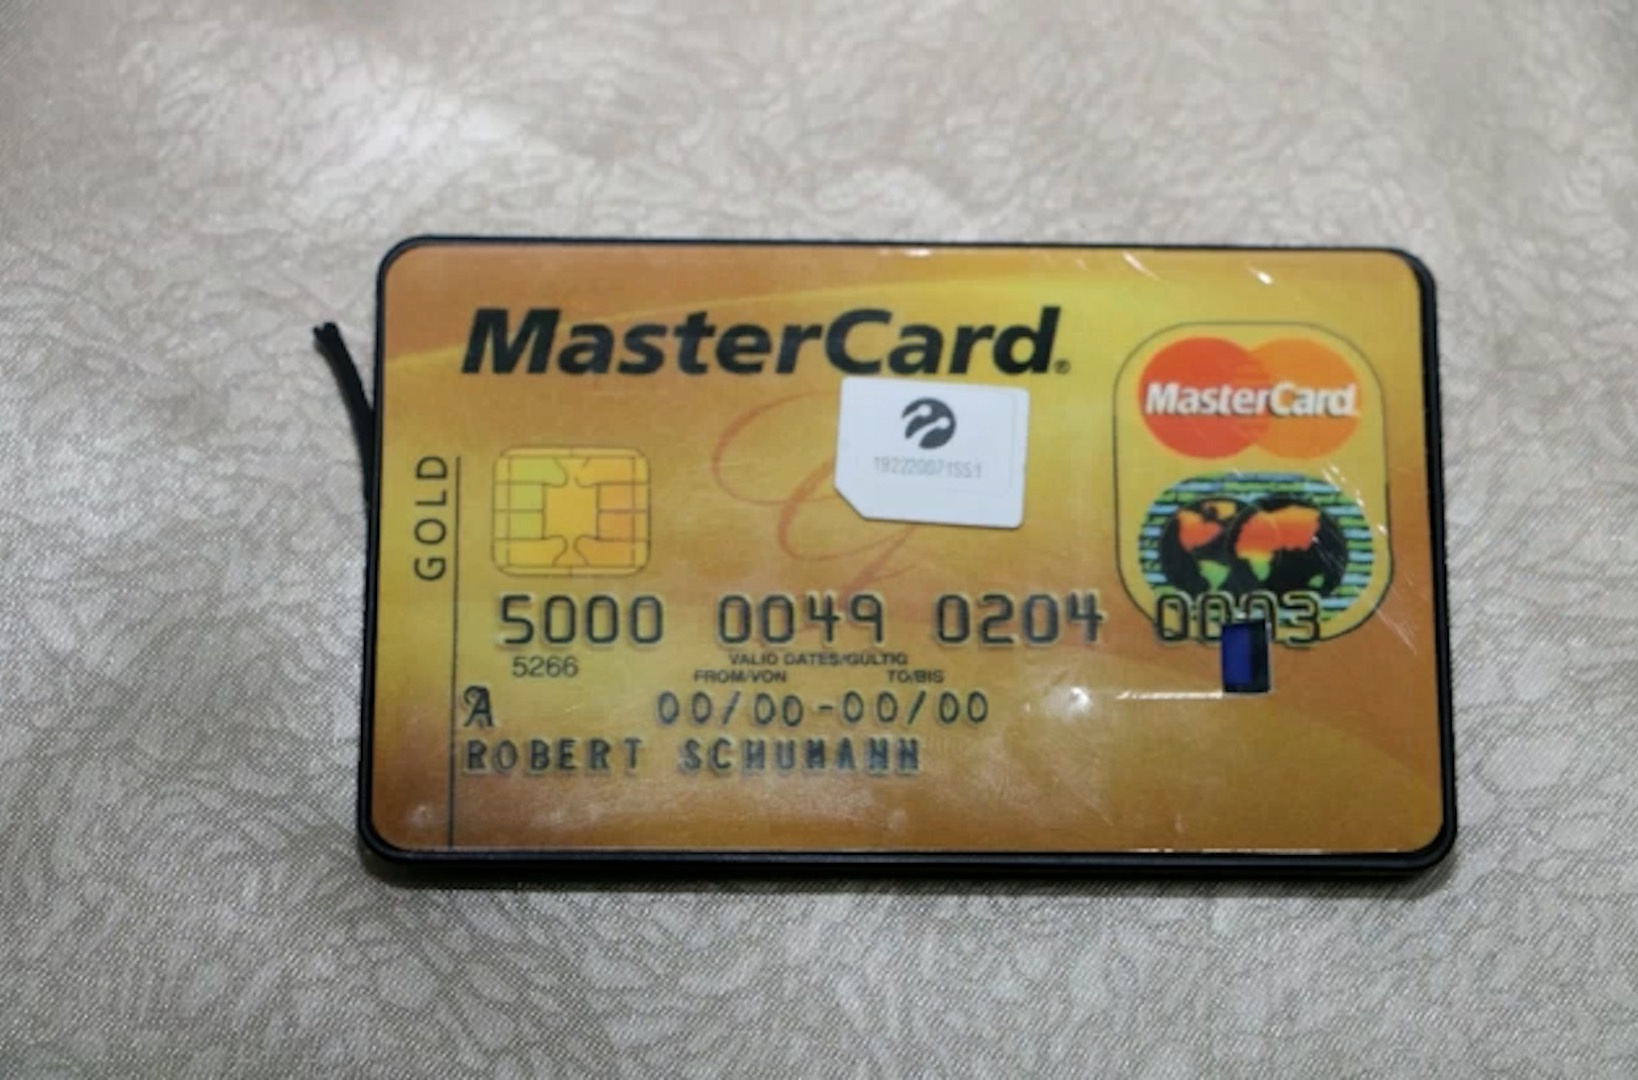 MasterCard®
MasterCard
19222007
GOLD
5000 0049 0204
5266
VALID DATES/GÜLTIG
FROM/VON TO/BIS
A 00/00-00/00
ROBERT SCHUMANN